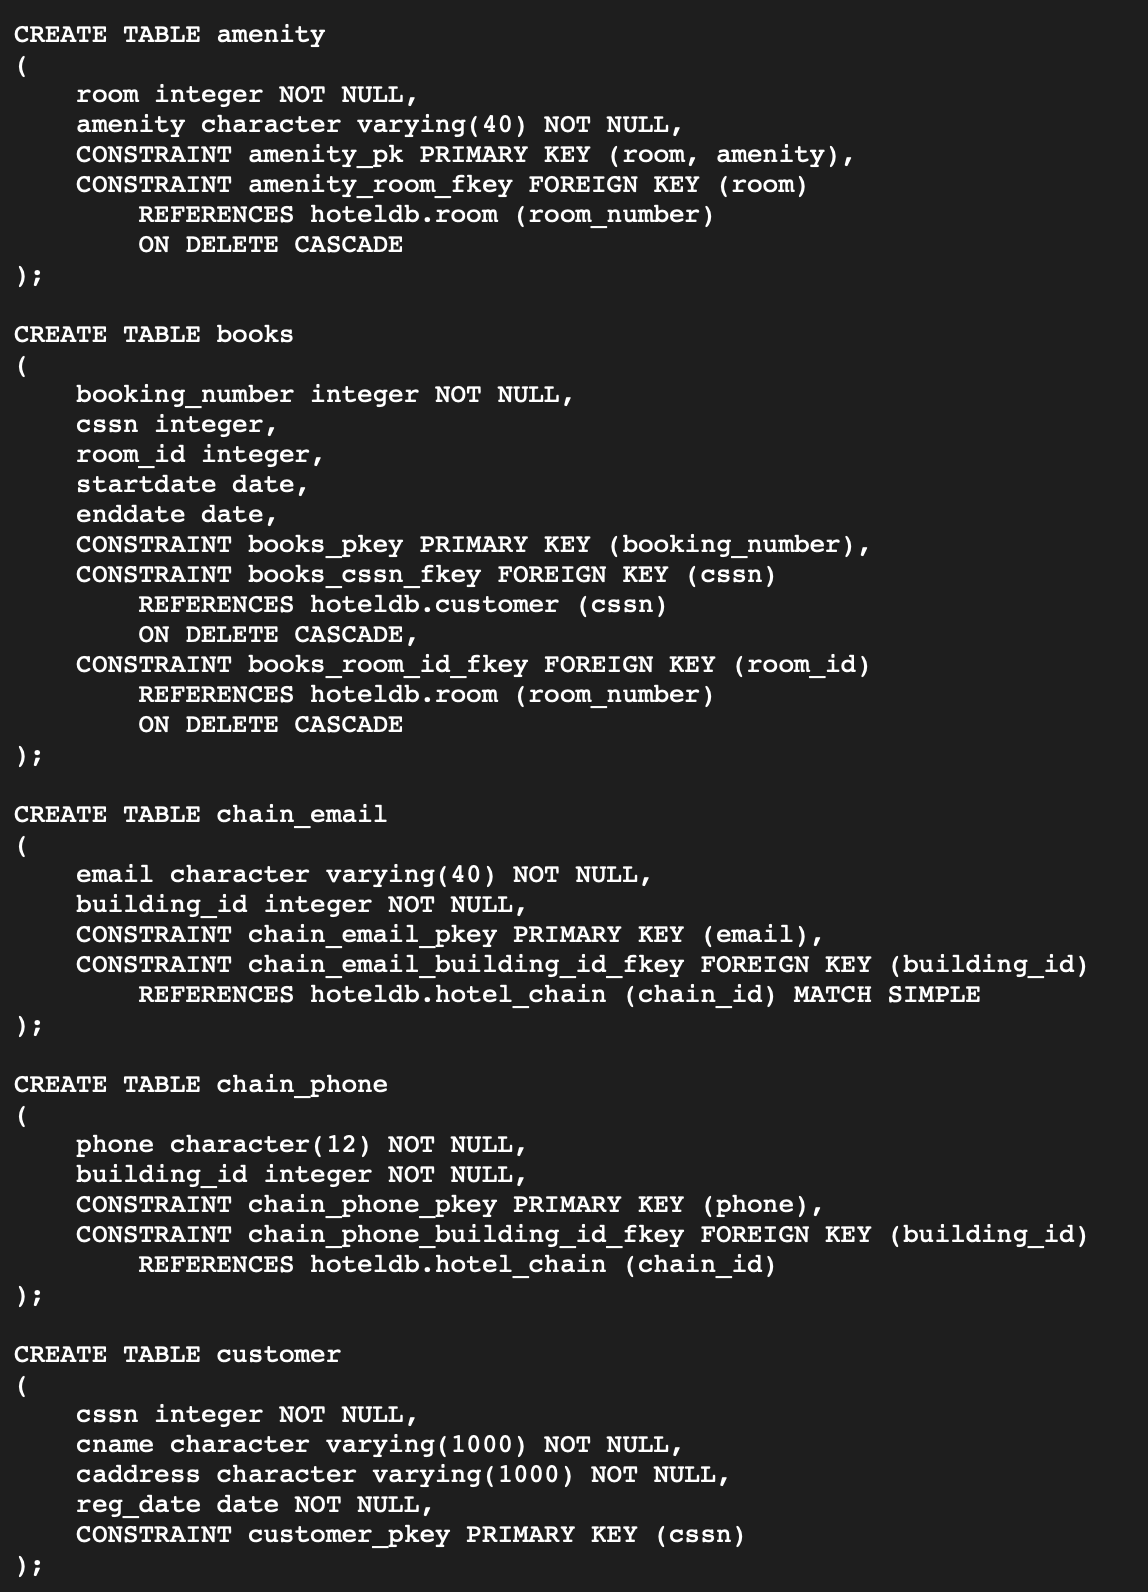 CREATE TABLE amenity
(
    room integer NOT NULL,
    amenity character varying(40) NOT NULL,
    CONSTRAINT amenity_pk PRIMARY KEY (room, amenity),
    CONSTRAINT amenity_room_fkey FOREIGN KEY (room)
        REFERENCES hoteldb.room (room_number)
        ON DELETE CASCADE
);

CREATE TABLE books
(
    booking_number integer NOT NULL,
    cssn integer,
    room_id integer,
    startdate date,
    enddate date,
    CONSTRAINT books_pkey PRIMARY KEY (booking_number),
    CONSTRAINT books_cssn_fkey FOREIGN KEY (cssn)
        REFERENCES hoteldb.customer (cssn)
        ON DELETE CASCADE,
    CONSTRAINT books_room_id_fkey FOREIGN KEY (room_id)
        REFERENCES hoteldb.room (room_number)
        ON DELETE CASCADE
);

CREATE TABLE chain_email
(
    email character varying(40) NOT NULL,
    building_id integer NOT NULL,
    CONSTRAINT chain_email_pkey PRIMARY KEY (email),
    CONSTRAINT chain_email_building_id_fkey FOREIGN KEY (building_id)
        REFERENCES hoteldb.hotel_chain (chain_id) MATCH SIMPLE
);

CREATE TABLE chain_phone
(
    phone character(12) NOT NULL,
    building_id integer NOT NULL,
    CONSTRAINT chain_phone_pkey PRIMARY KEY (phone),
    CONSTRAINT chain_phone_building_id_fkey FOREIGN KEY (building_id)
        REFERENCES hoteldb.hotel_chain (chain_id)
);

CREATE TABLE customer
(
    cssn integer NOT NULL,
    cname character varying(1000) NOT NULL,
    caddress character varying(1000) NOT NULL,
    reg_date date NOT NULL,
    CONSTRAINT customer_pkey PRIMARY KEY (cssn)
);